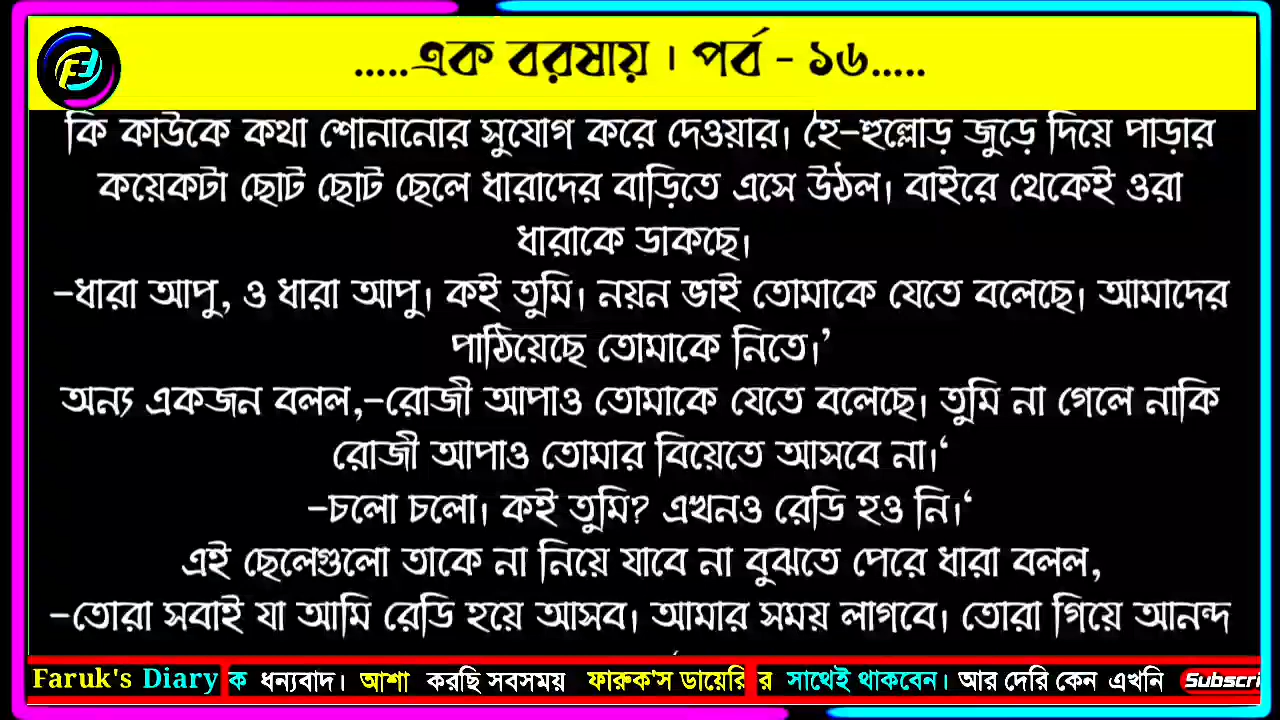 .....এক বরষায় । পর্ব - ১৬.....
কি কাউকে কথা শোনানোর সুযোগ করে দেওয়ার। হৈ-হুল্লোড় জুড়ে দিয়ে পাড়ার
কয়েকটা ছোট ছোট ছেলে ধারাদের বাড়িতে এসে উঠল। বাইরে থেকেই ওরা
ধারাকে ডাকছে।
-ধারা আপু, ও ধারা আপু। কই তুমি। নয়ন ভাই তোমাকে যেতে বলেছে। আমাদের
পাঠিয়েছে তোমাকে নিতে।’
অন্য একজন বলল,-রোজী আপাও তোমাকে যেতে বলেছে। তুমি না গেলে নাকি
রোজী আপাও তোমার বিয়েতে আসবে না।‘
-চলো চলো। কই তুমি? এখনও রেডি হও নি।‘
এই ছেলেগুলো তাকে না নিয়ে যাবে না বুঝতে পেরে ধারা বলল,
-তোরা সবাই যা আমি রেডি হয়ে আসব। আমার সময় লাগবে। তোরা গিয়ে আনন্দ
Faruk's Diary ক ধন্যবাদ। আশা করছি সবসময় ফারুক'স ডায়েরি র সাথেই থাকবেন। আর দেরি কেন এখনি Subscri